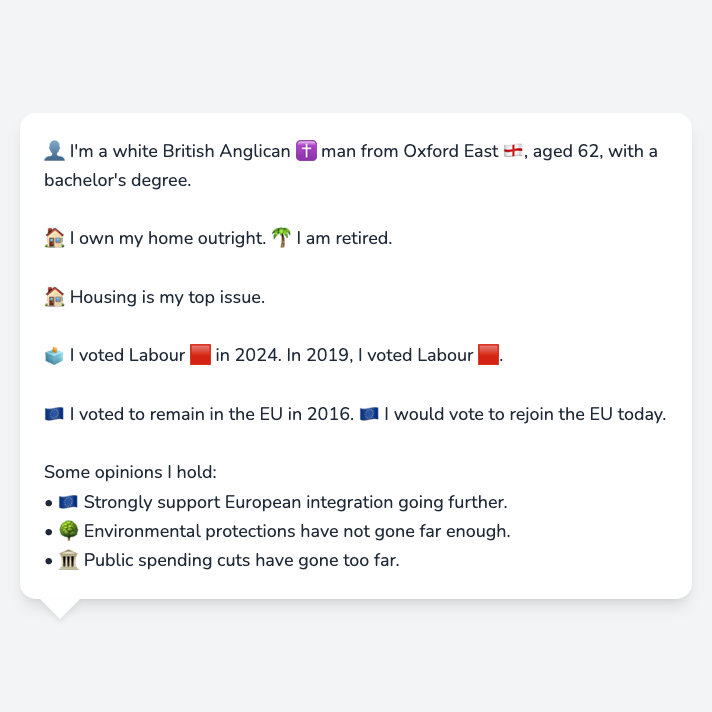 👤 I'm a white British Anglican ✝️ man from Oxford East 🏴󠁧󠁢󠁥󠁮󠁧󠁿, aged 62, with a
bachelor's degree.
🏠 I own my home outright. 🌴 I am retired.
🏠 Housing is my top issue.
🗳️ I voted Labour 🟥 in 2024. In 2019, I voted Labour 🟥.
🇪🇺 I voted to remain in the EU in 2016. 🇪🇺 I would vote to rejoin the EU today.
Some opinions I hold:
• 🇪🇺 Strongly support European integration going further.
• 🌳 Environmental protections have not gone far enough.
• 🏛️ Public spending cuts have gone too far.